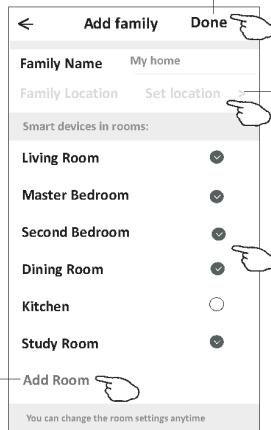 Add family Done
Family Name My home
Family Location Set location >
Smart devices in rooms:
Living Room
Master Bedroom
Second Bedroom
Dining Room
Kitchen
Study Room
Add Room
You can change the room settings anytime